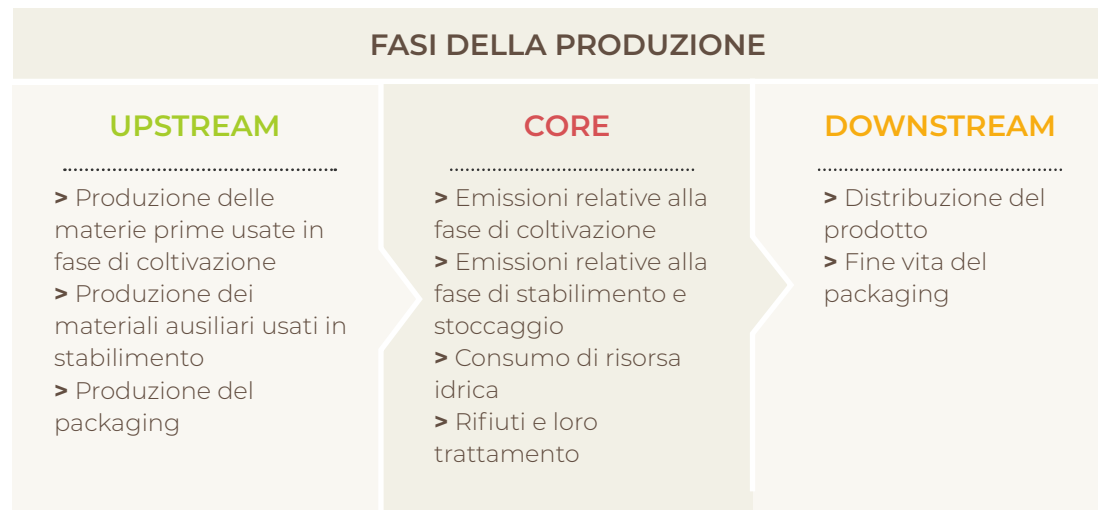 FASI DELLA PRODUZIONE
UPSTREAM
> Produzione delle
materie prime usate in
fase di coltivazione
> Produzione dei
materiali ausiliari usati in
stabilimento
> Produzione del
packaging
CORE
> Emissioni relative alla
fase di coltivazione
> Emissioni relative alla
fase di stabilimento e
stoccaggio
> Consumo di risorsa
idrica
> Rifiuti e loro
trattamento
DOWNSTREAM
> Distribuzione del
prodotto
> Fine vita del
packaging